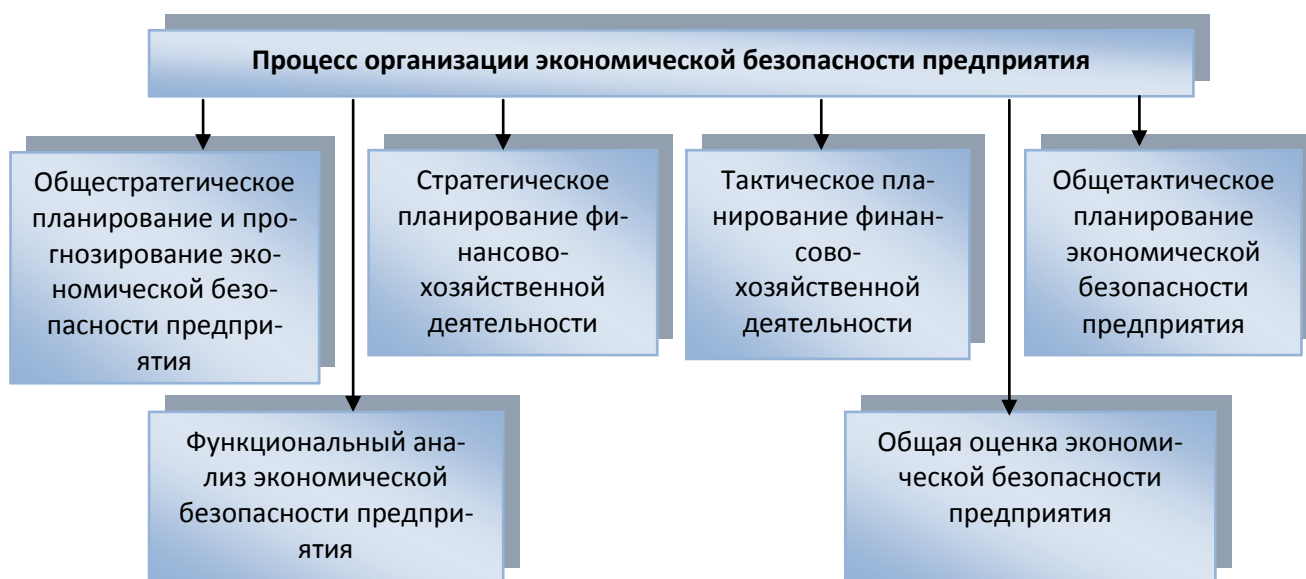 Процесс организации экономической безопасности предприятия
Общестратегическое
планирование и про-
гнозирование эко-
номической безо-
пасности предпри-
ятия
Стратегическое
планирование фи-
нансово-
хозяйственной
деятельности
Тактическое пла-
нирование финан-
сово-
хозяйственной
деятельности
Общетактическое
планирование
экономической
безопасности
предприятия
Функциональный ана-
лиз экономической
безопасности предпри-
ятия
Общая оценка экономи-
ческой безопасности
предприятия